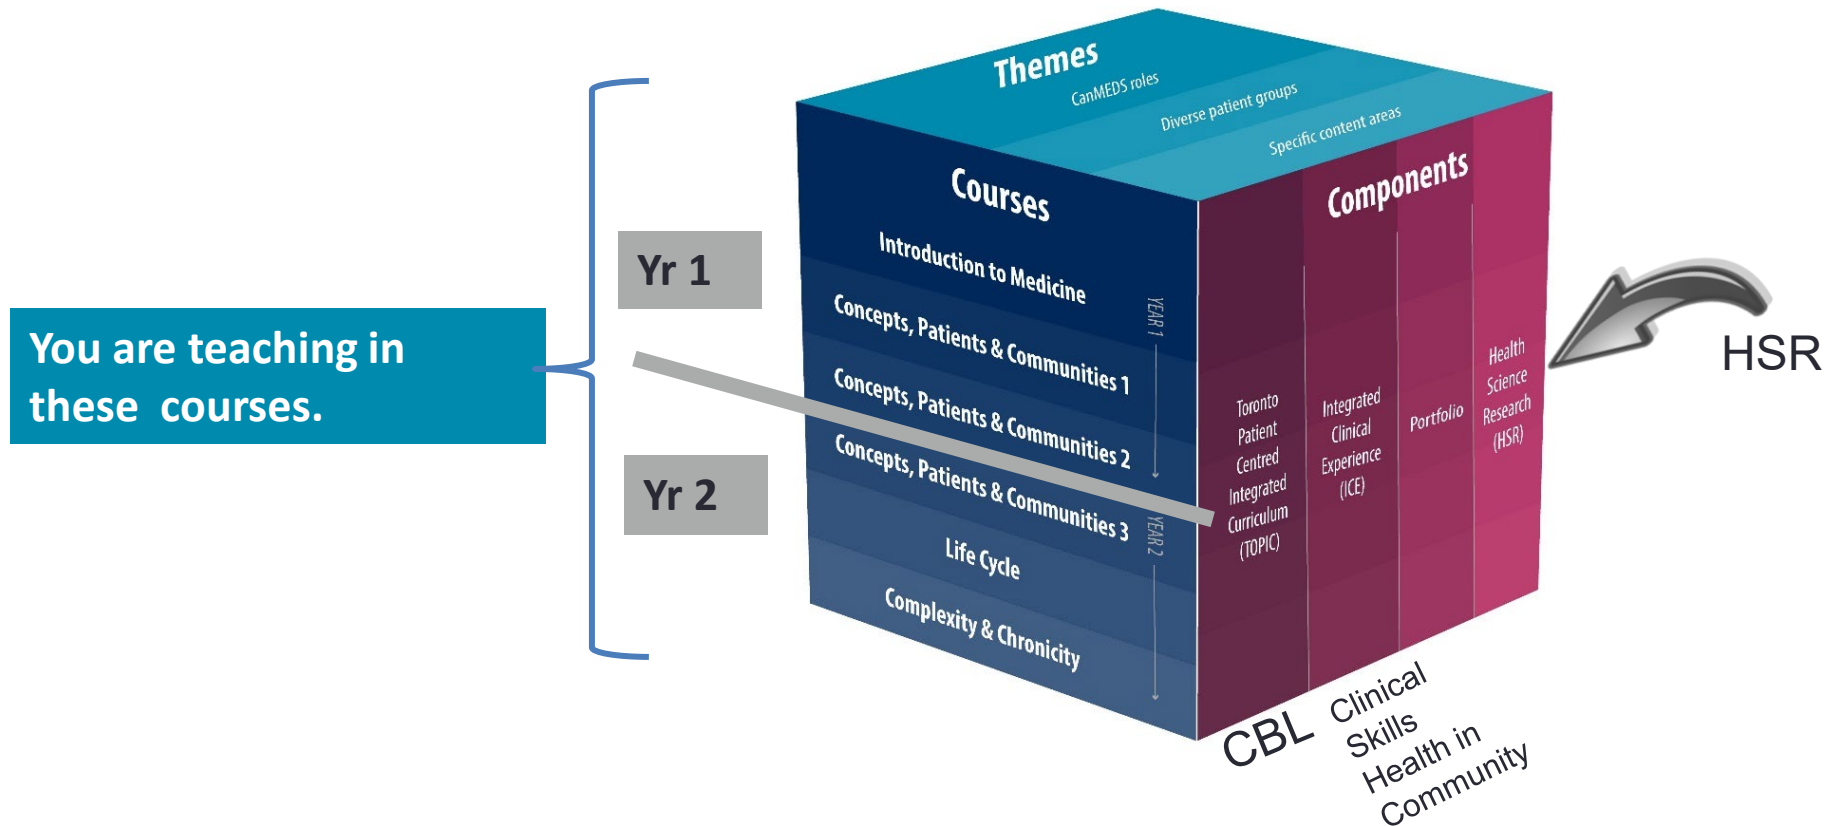 Themes
CanMEDS roles
Diverse patient groups
Specific content areas
Courses
Introduction to Medicine
Concepts, Patients & Communities 1
Concepts, Patients & Communities 2
Concepts, Patients & Communities 3
Life Cycle
Complexity & Chronicity
YEAR 1
YEAR 2
Components
Toronto
Patient
Centred
Integrated
Curriculum
(TOPIC)
Integrated
Clinical
Experience
(ICE)
Portfolio
Health
Science
Research
(HSR)
Yr 1
Yr 2
You are teaching in
these  courses.
HSR
CBL
Clinical
Skills
Health in
Community